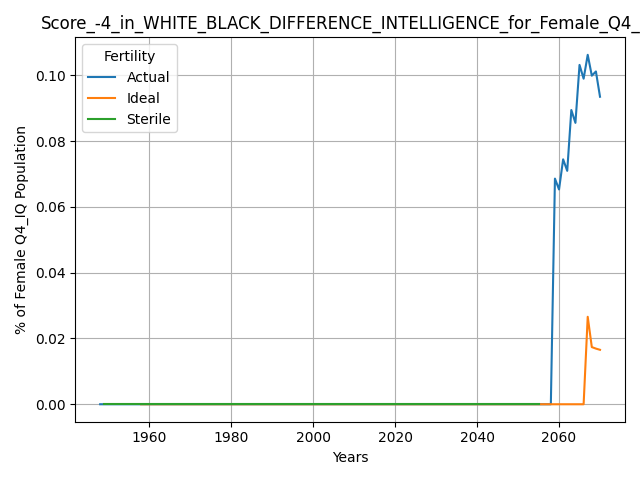 Score_-4_in_WHITE_BLACK_DIFFERENCE_INTELLIGENCE_for_Female_Q4_
Fertility
Actual
Ideal
Sterile
% of Female Q4_IQ Population
0.10
0.08
0.06
0.04
0.02
0.00
1960 1980 2000 2020 2040 2060
Years